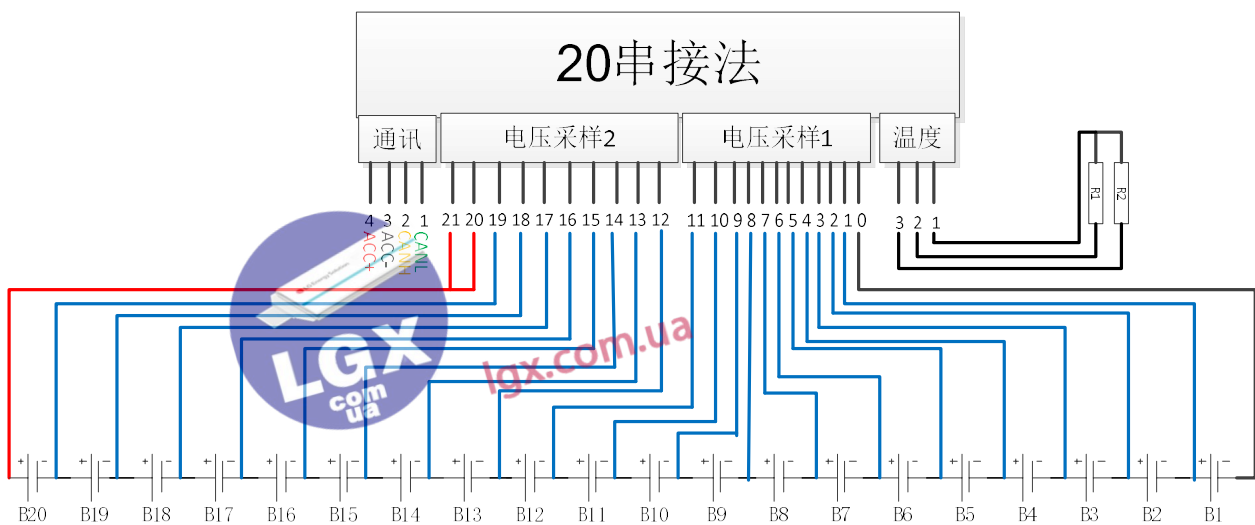 20串接法
通讯 电压采样2 电压采样1 温度
4 3 2 1 21 20 19 18 17 16 15 14 13 12 11 10 9 8 7 6 5 4 3 2 1 0 3 2 1
ACC+ ACC- CANH CANL
R1 R2
LGX
com
ua
lgx.com.ua
+ - + - + - + - + - + - + - + - + - + - + - + - + - + - + - + - + - + - + - + -
B20 B19 B18 B17 B16 B15 B14 B13 B12 B11 B10 B9 B8 B7 B6 B5 B4 B3 B2 B1